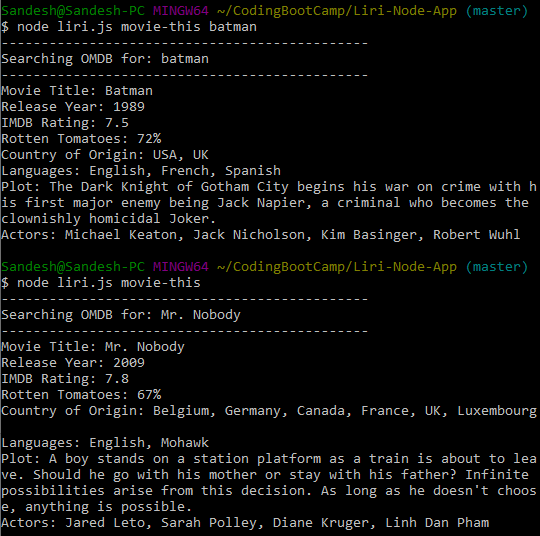 Sandesh@Sandesh-PC MINGW64 ~/CodingBootCamp/Liri-Node-App (master)
$ node liri.js movie-this batman
----------------------------------------------
Searching OMDB for: batman
----------------------------------------------
Movie Title: Batman
Release Year: 1989
IMDB Rating: 7.5
Rotten Tomatoes: 72%
Country of Origin: USA, UK
Languages: English, French, Spanish
Plot: The Dark Knight of Gotham City begins his war on crime with h
is first major enemy being Jack Napier, a criminal who becomes the
clownishly homicidal Joker.
Actors: Michael Keaton, Jack Nicholson, Kim Basinger, Robert Wuhl
Sandesh@Sandesh-PC MINGW64 ~/CodingBootCamp/Liri-Node-App (master)
$ node liri.js movie-this
----------------------------------------------
Searching OMDB for: Mr. Nobody
----------------------------------------------
Movie Title: Mr. Nobody
Release Year: 2009
IMDB Rating: 7.8
Rotten Tomatoes: 67%
Country of Origin: Belgium, Germany, Canada, France, UK, Luxembourg
Languages: English, Mohawk
Plot: A boy stands on a station platform as a train is about to lea
ve. Should he go with his mother or stay with his father? Infinite
possibilities arise from this decision. As long as he doesn't choos
e, anything is possible.
Actors: Jared Leto, Sarah Polley, Diane Kruger, Linh Dan Pham